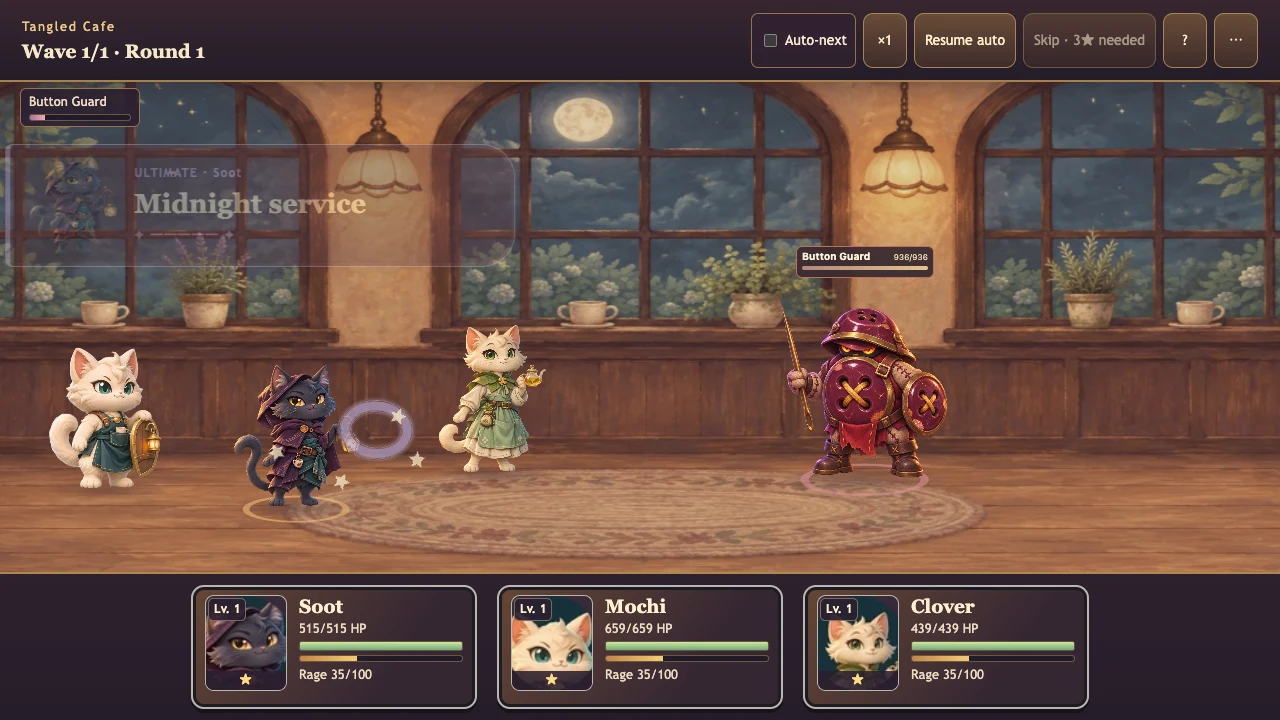 Tangled Cafe
Wave 1/1 · Round 1
Auto-next
×1
Resume auto
Skip · 3★ needed
?
···
Button Guard
ULTIMATE · Soot
Midnight service
Button Guard 936/936
Lv. 1
Soot
515/515 HP
Rage 35/100
Lv. 1
Mochi
659/659 HP
Rage 35/100
Lv. 1
Clover
439/439 HP
Rage 35/100